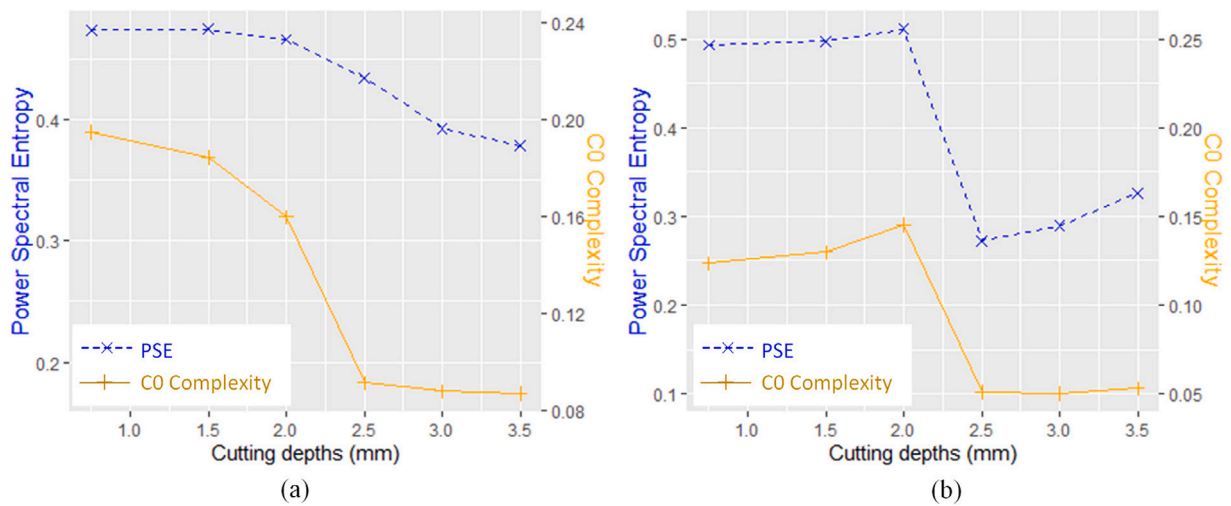 Power Spectral Entropy
0.4
0.3
0.2
0.24
0.20
0.16
0.12
0.08
C0 Complexity
PSE
C0 Complexity
1.0 1.5 2.0 2.5 3.0 3.5
Cutting depths (mm)
(a)
Power Spectral Entropy
0.5
0.4
0.3
0.2
0.1
0.25
0.20
0.15
0.10
0.05
C0 Complexity
PSE
C0 Complexity
1.0 1.5 2.0 2.5 3.0 3.5
Cutting depths (mm)
(b)